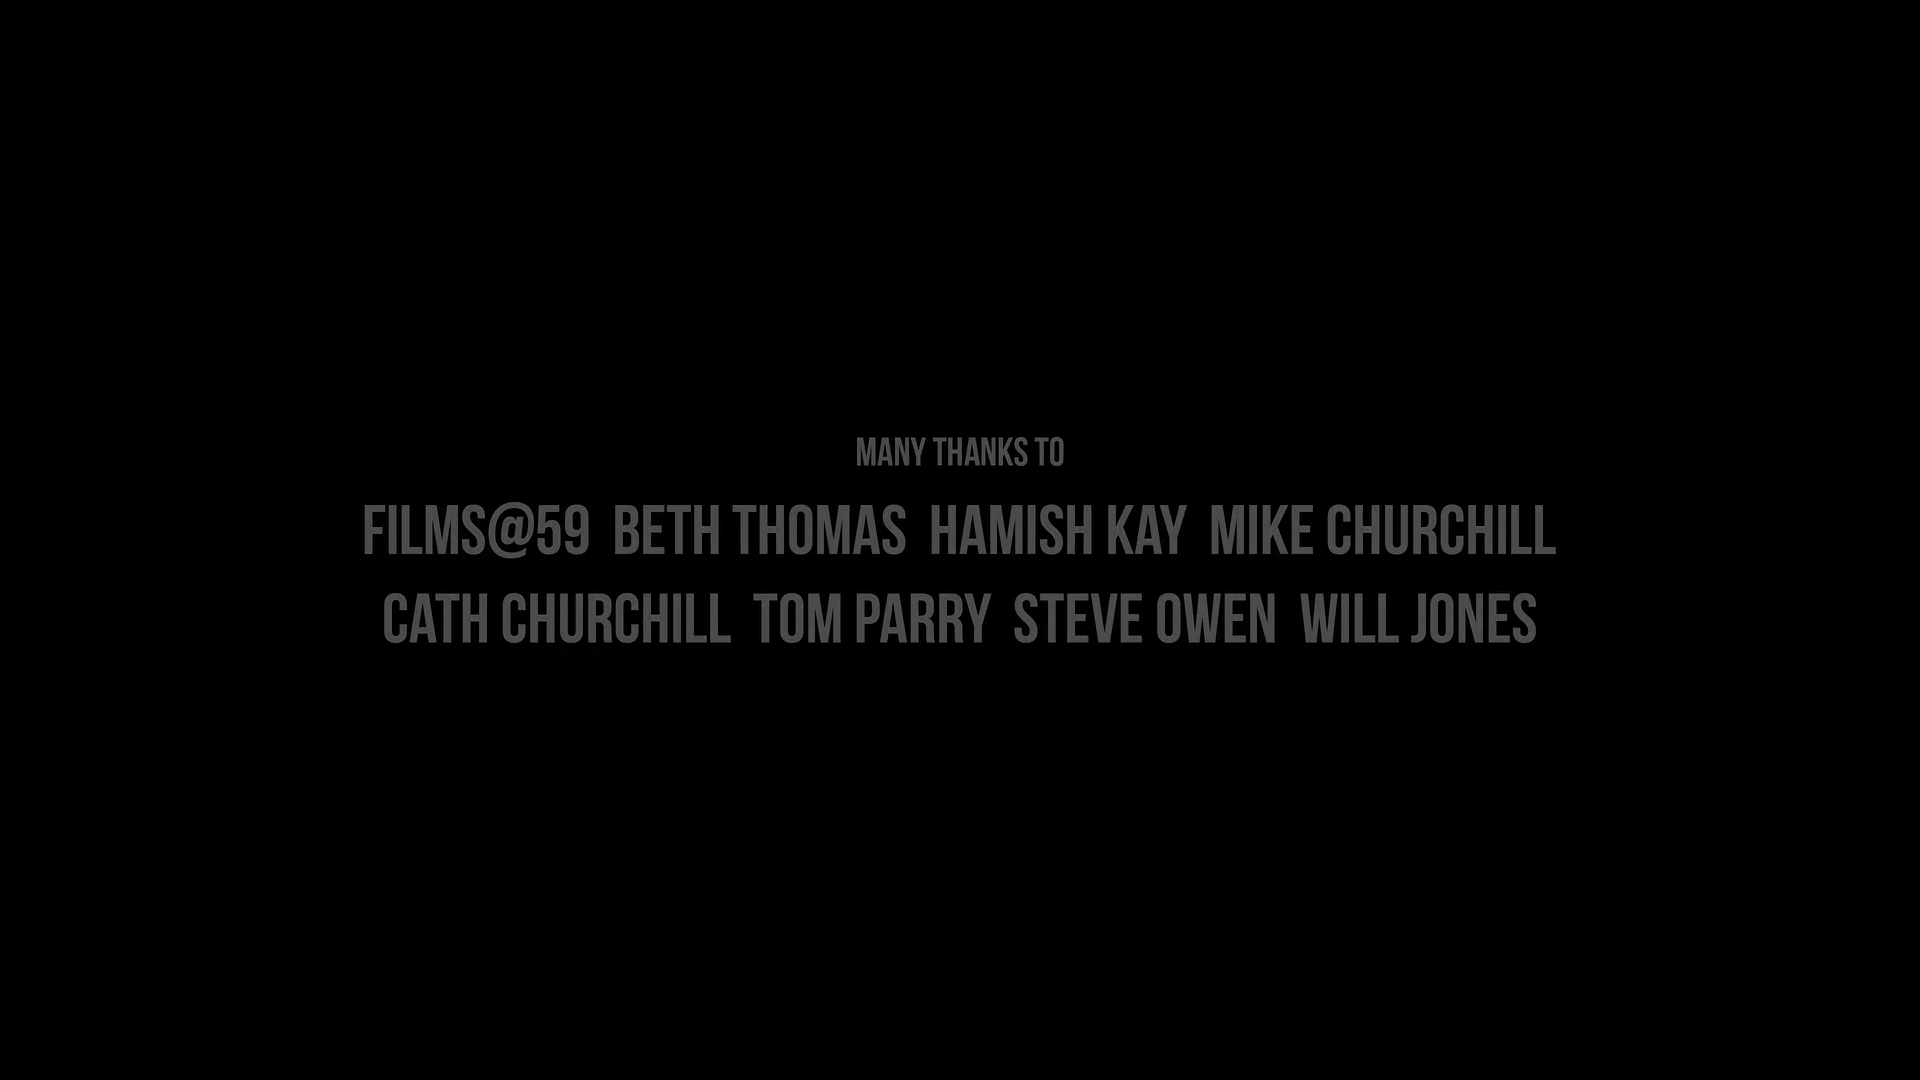 MANY THANKS TO
FILMS@59 BETH THOMAS HAMISH KAY MIKE CHURCHILL
CATH CHURCHILL TOM PARRY STEVE OWEN WILL JONES